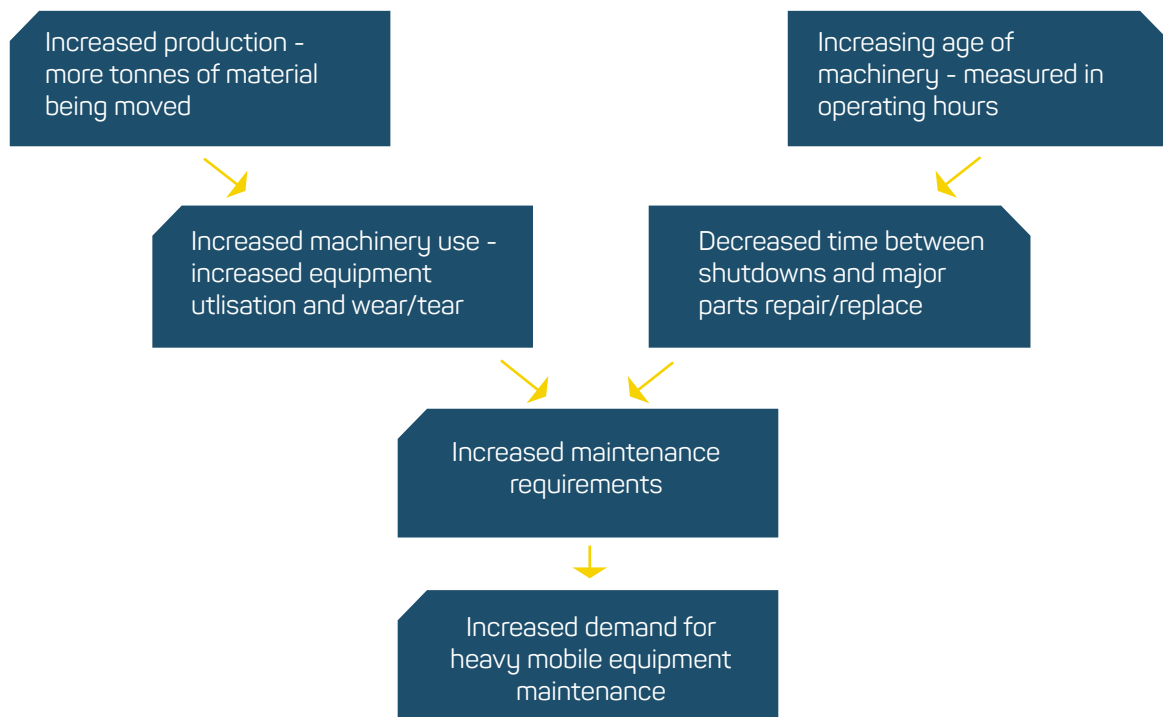 Increased production -
more tonnes of material
being moved
Increasing age of
machinery - measured in
operating hours
Increased machinery use -
increased equipment
utlisation and wear/tear
Decreased time between
shutdowns and major
parts repair/replace
Increased maintenance
requirements
Increased demand for
heavy mobile equipment
maintenance